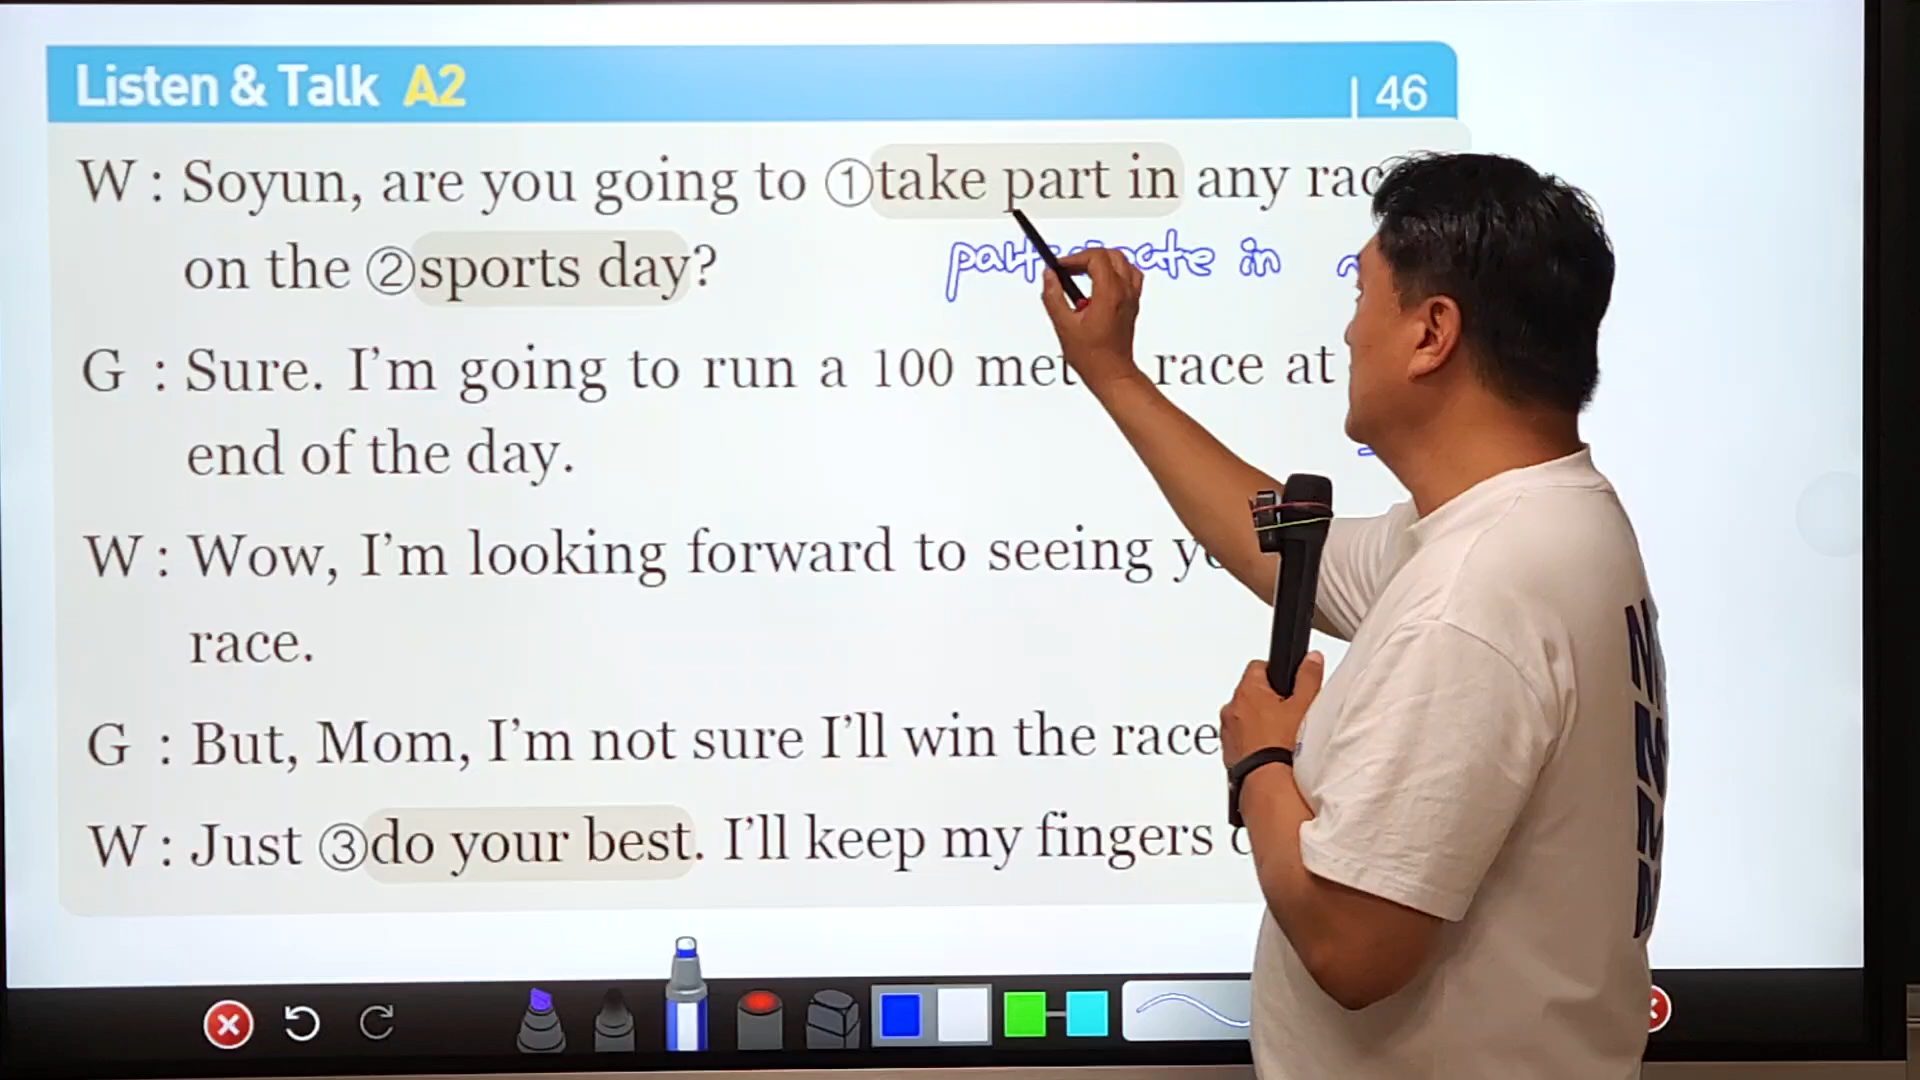 Listen & Talk A2
| 46
W : Soyun, are you going to ①take part in any
on the ②sports day?
in
G : Sure. I'm going to run a 100 race at
end of the day.
W : Wow, I'm looking forward to seeing
race.
G : But, Mom, I'm not sure I'll win the race
W : Just ③do your best. I'll keep my fingers